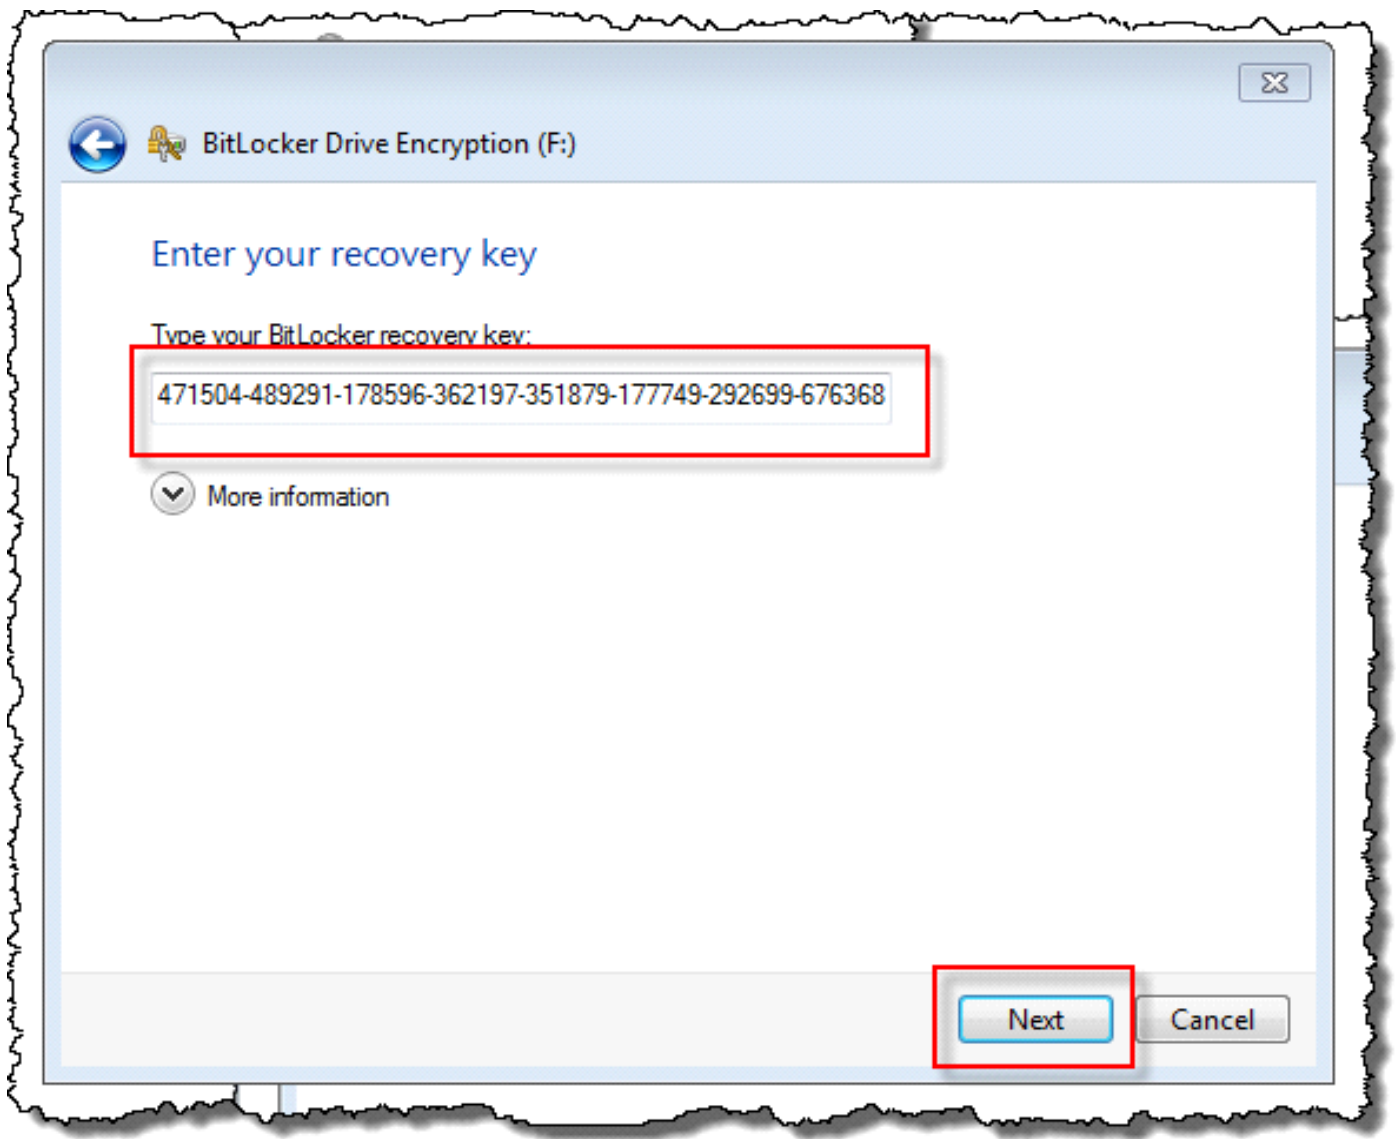 BitLocker Drive Encryption (F:)
Enter your recovery key
Type your BitLocker recovery key:
471504-489291-178596-362197-351879-177749-292699-676368
More information
Next
Cancel